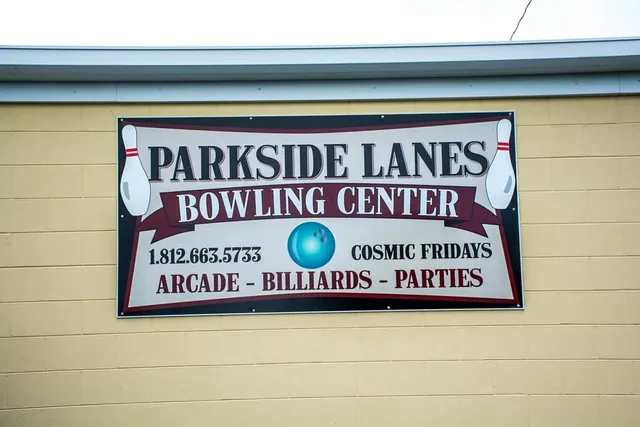 PARKSIDE LANES
BOWLING CENTER
1.812.663.5733 COSMIC FRIDAYS
ARCADE - BILLIARDS - PARTIES